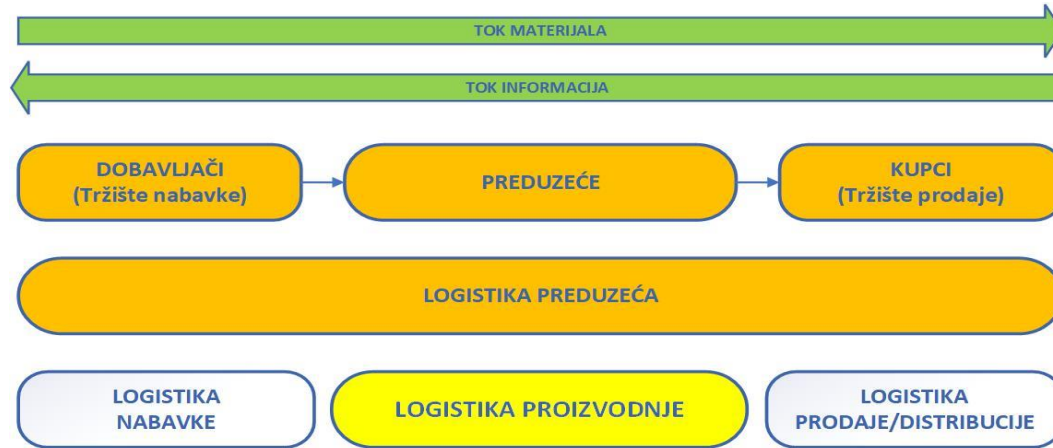 TOK MATERIJALA
TOK INFORMACIJA
DOBAVLJAČI
(Tržište nabavke)
PREDUZEĆE
KUPCI
(Tržište prodaje)
LOGISTIKA PREDUZEĆA
LOGISTIKA
NABAVKE
LOGISTIKA PROIZVODNJE
LOGISTIKA
PRODAJE/DISTRIBUCIJE